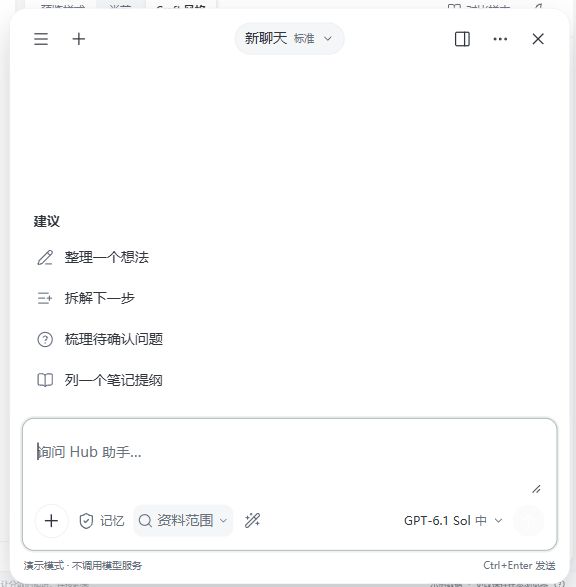 新聊天 标准
建议
整理一个想法
拆解下一步
梳理待确认问题
列一个笔记提纲
询问 Hub 助手...
记忆 资料范围 GPT-6.1 Sol 中
演示模式 · 不调用模型服务 Ctrl+Enter 发送